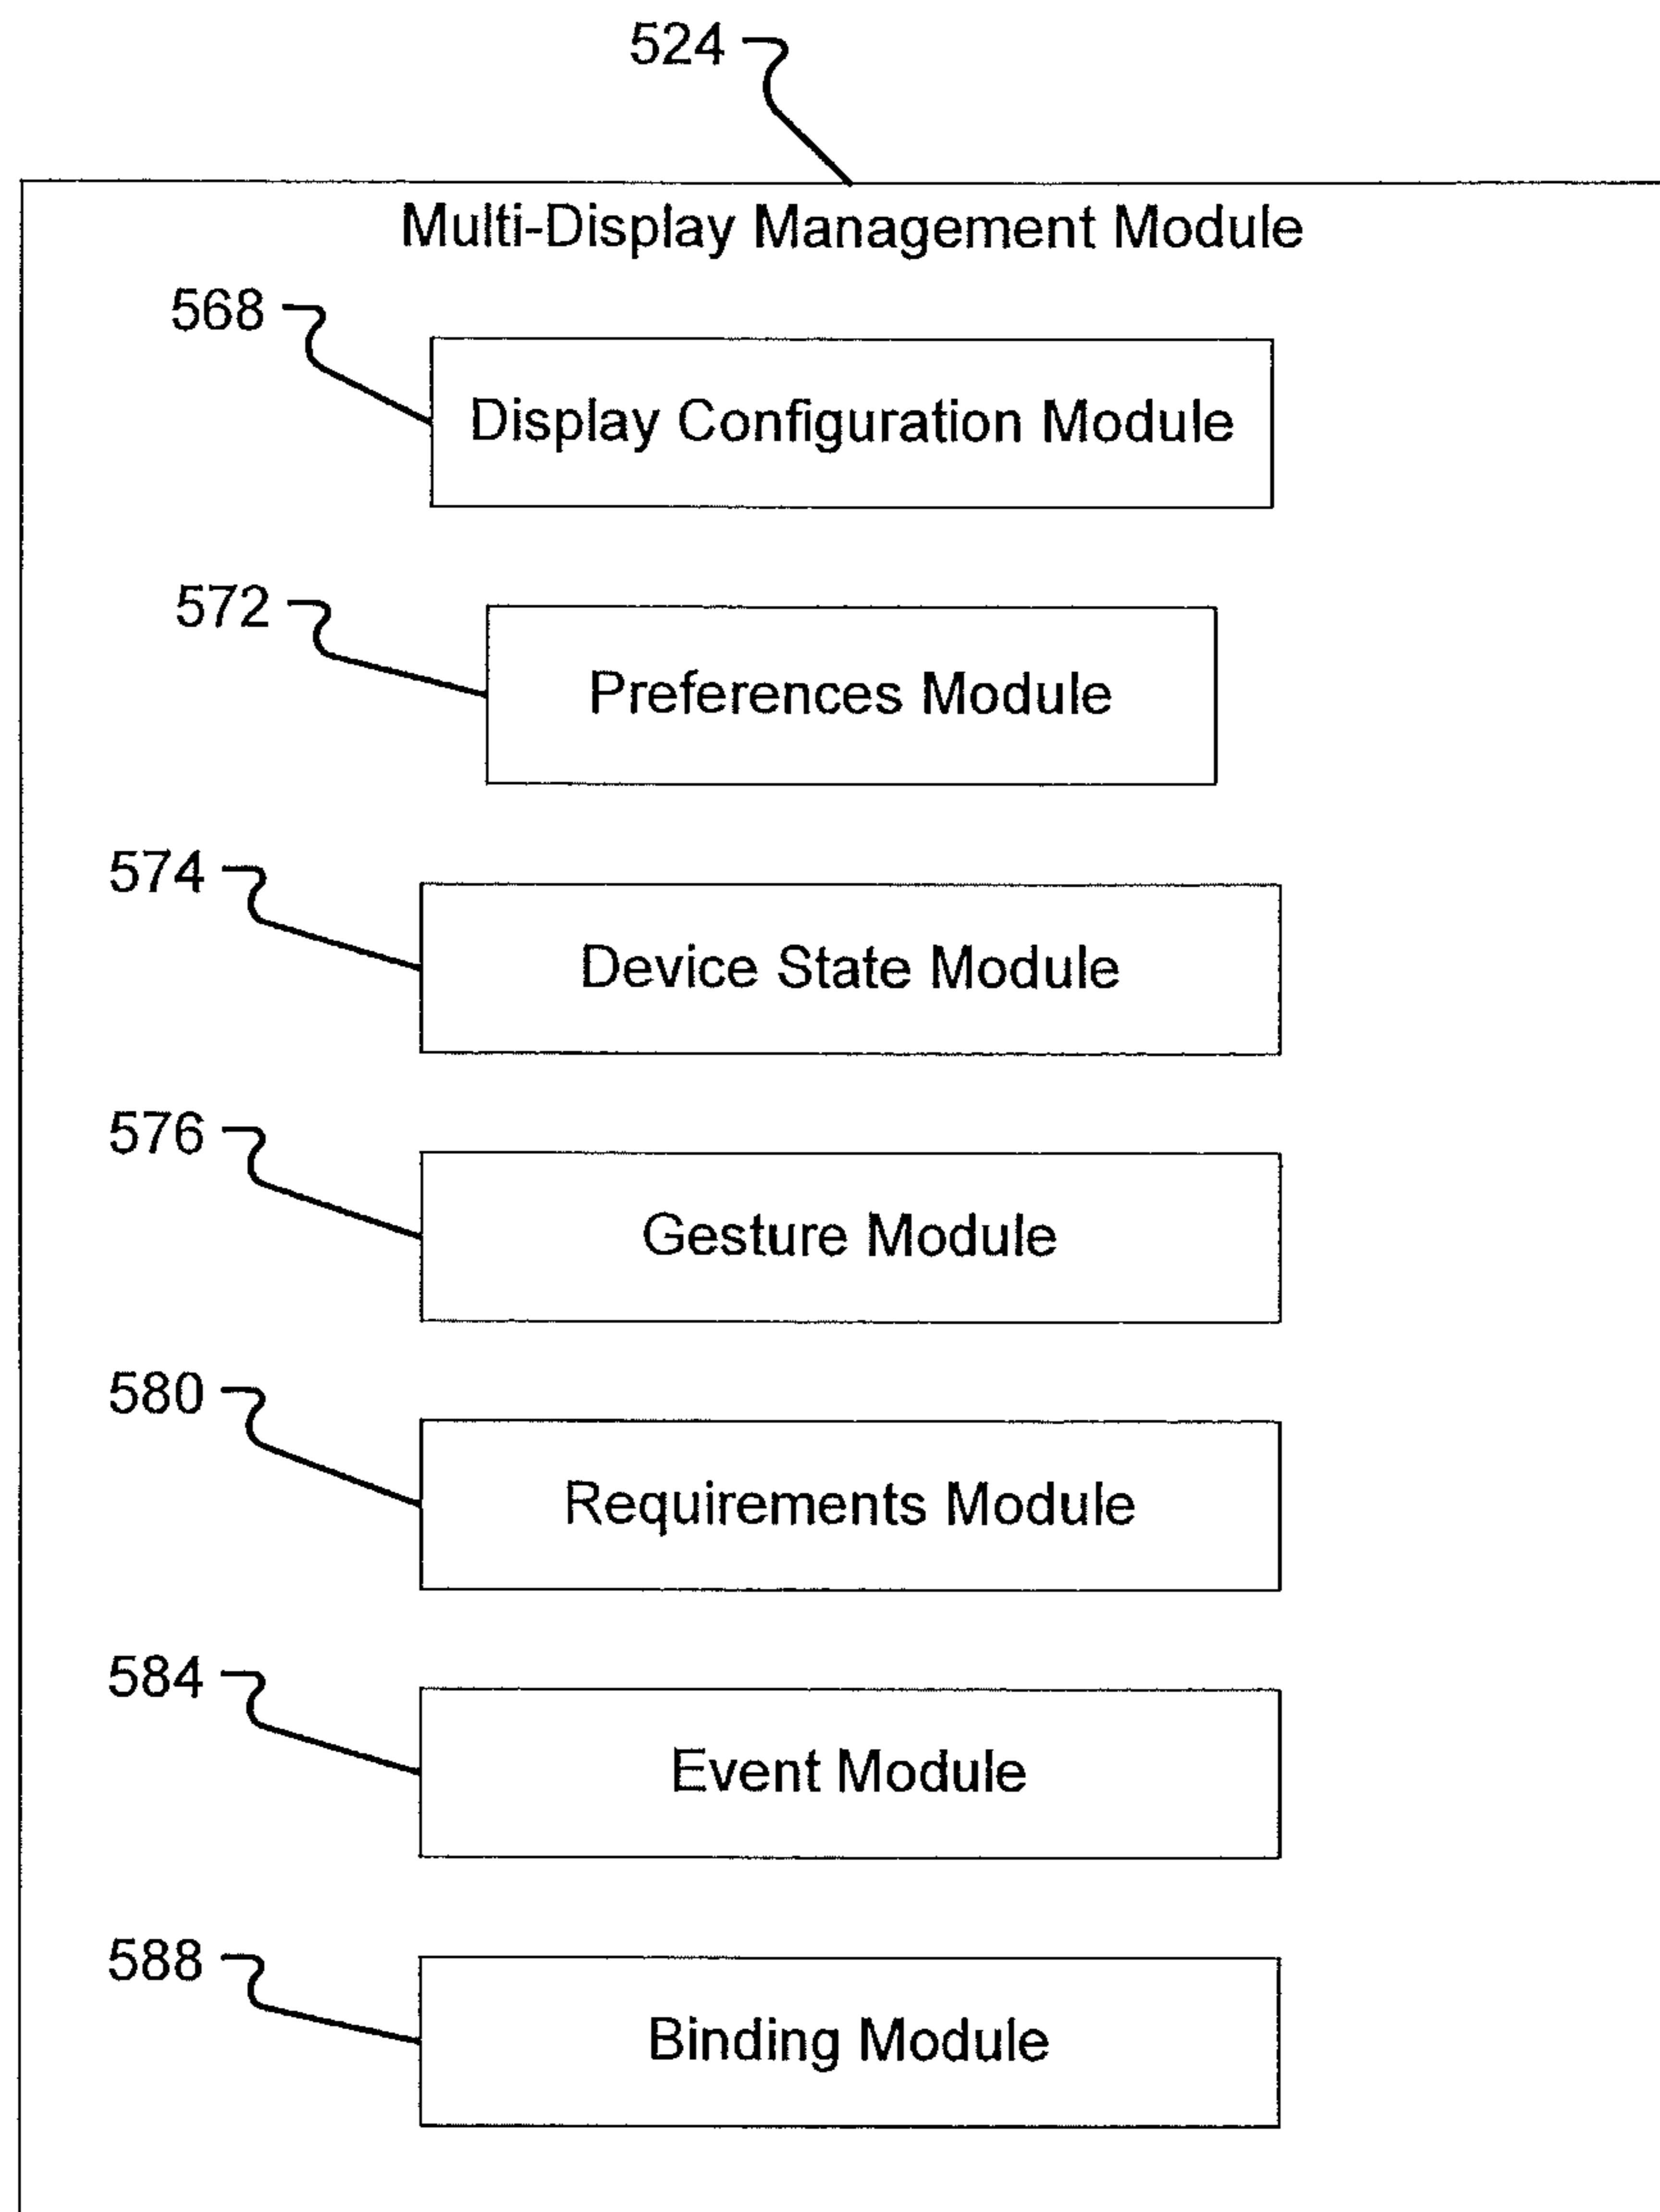 524
Multi-Display Management Module
568
Display Configuration Module
572
Preferences Module
574
Device State Module
576
Gesture Module
580
Requirements Module
584
Event Module
588
Binding Module